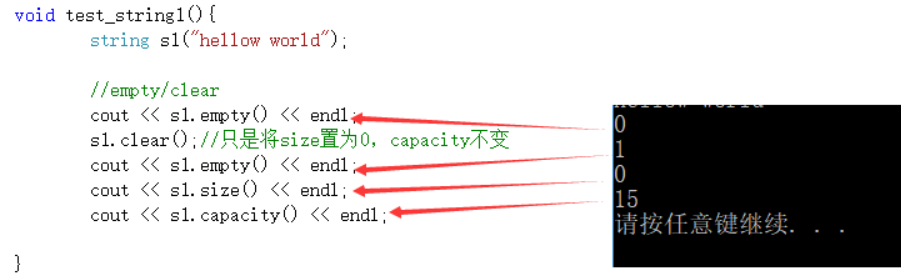 void test_string1(){
string s1("hellow world");
//empty/clear
cout << s1.empty() << endl;
s1.clear();//只是将size置为0，capacity不变
cout << s1.empty() << endl;
cout << s1.size() << endl;
cout << s1.capacity() << endl;
}
0
1
0
15
请按任意键继续. . .